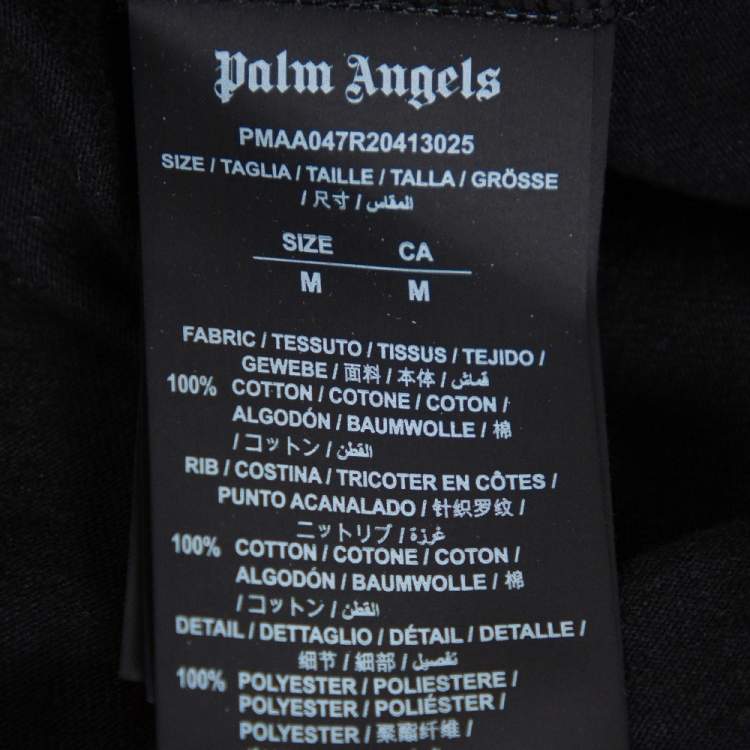 Palm Angels
PMAA047R20413025
SIZE / TAGLIA / TAILLE / TALLA / GRÖSSE
/ 尺寸 / المقاس
SIZE CA
M M
FABRIC / TESSUTO / TISSUS / TEJIDO /
GEWEBE / 面料 / 本体 / قماش
100% COTTON / COTONE / COTON /
ALGODÓN / BAUMWOLLE / 棉
/ コットン / القطن
RIB / COSTINA / TRICOTER EN CÔTES /
PUNTO ACANALADO / 针织罗纹 /
ニットリブ / غرزة
100% COTTON / COTONE / COTON /
ALGODÓN / BAUMWOLLE / 棉
/ コットン / القطن
DETAIL / DETTAGLIO / DÉTAIL / DETALLE /
细节 / 細部 / تفصيل
100% POLYESTER / POLIESTERE /
POLYESTER / POLIÉSTER /
POLYESTER / 聚酯纤维 /